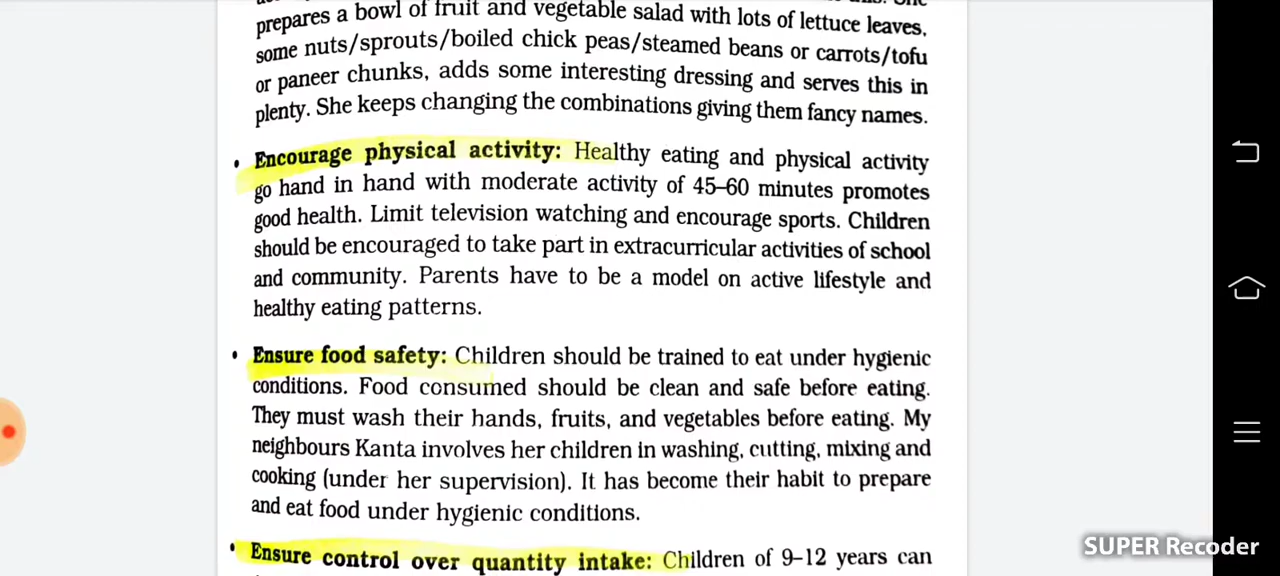 prepares a bowl of fruit and vegetable salad with lots of lettuce leaves,
some nuts/sprouts/boiled chick peas/steamed beans or carrots/tofu
or paneer chunks, adds some interesting dressing and serves this in
plenty. She keeps changing the combinations giving them fancy names.
• Encourage physical activity: Healthy eating and physical activity
go hand in hand with moderate activity of 45–60 minutes promotes
good health. Limit television watching and encourage sports. Children
should be encouraged to take part in extracurricular activities of school
and community. Parents have to be a model on active lifestyle and
healthy eating patterns.
• Ensure food safety: Children should be trained to eat under hygienic
conditions. Food consumed should be clean and safe before eating.
They must wash their hands, fruits, and vegetables before eating. My
neighbours Kanta involves her children in washing, cutting, mixing and
cooking (under her supervision). It has become their habit to prepare
and eat food under hygienic conditions.
• Ensure control over quantity intake: Children of 9–12 years can
SUPER Recoder